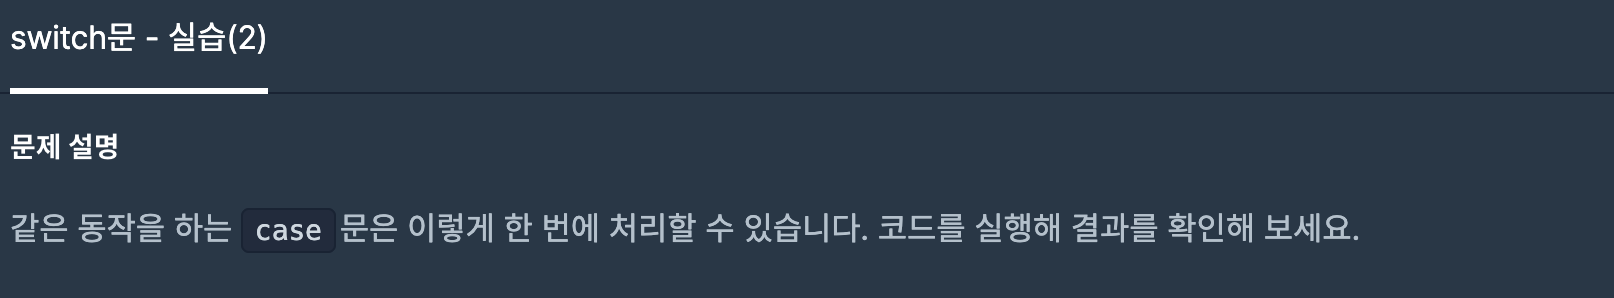 switch문 - 실습(2)
문제 설명
같은 동작을 하는 case 문은 이렇게 한 번에 처리할 수 있습니다. 코드를 실행해 결과를 확인해 보세요.